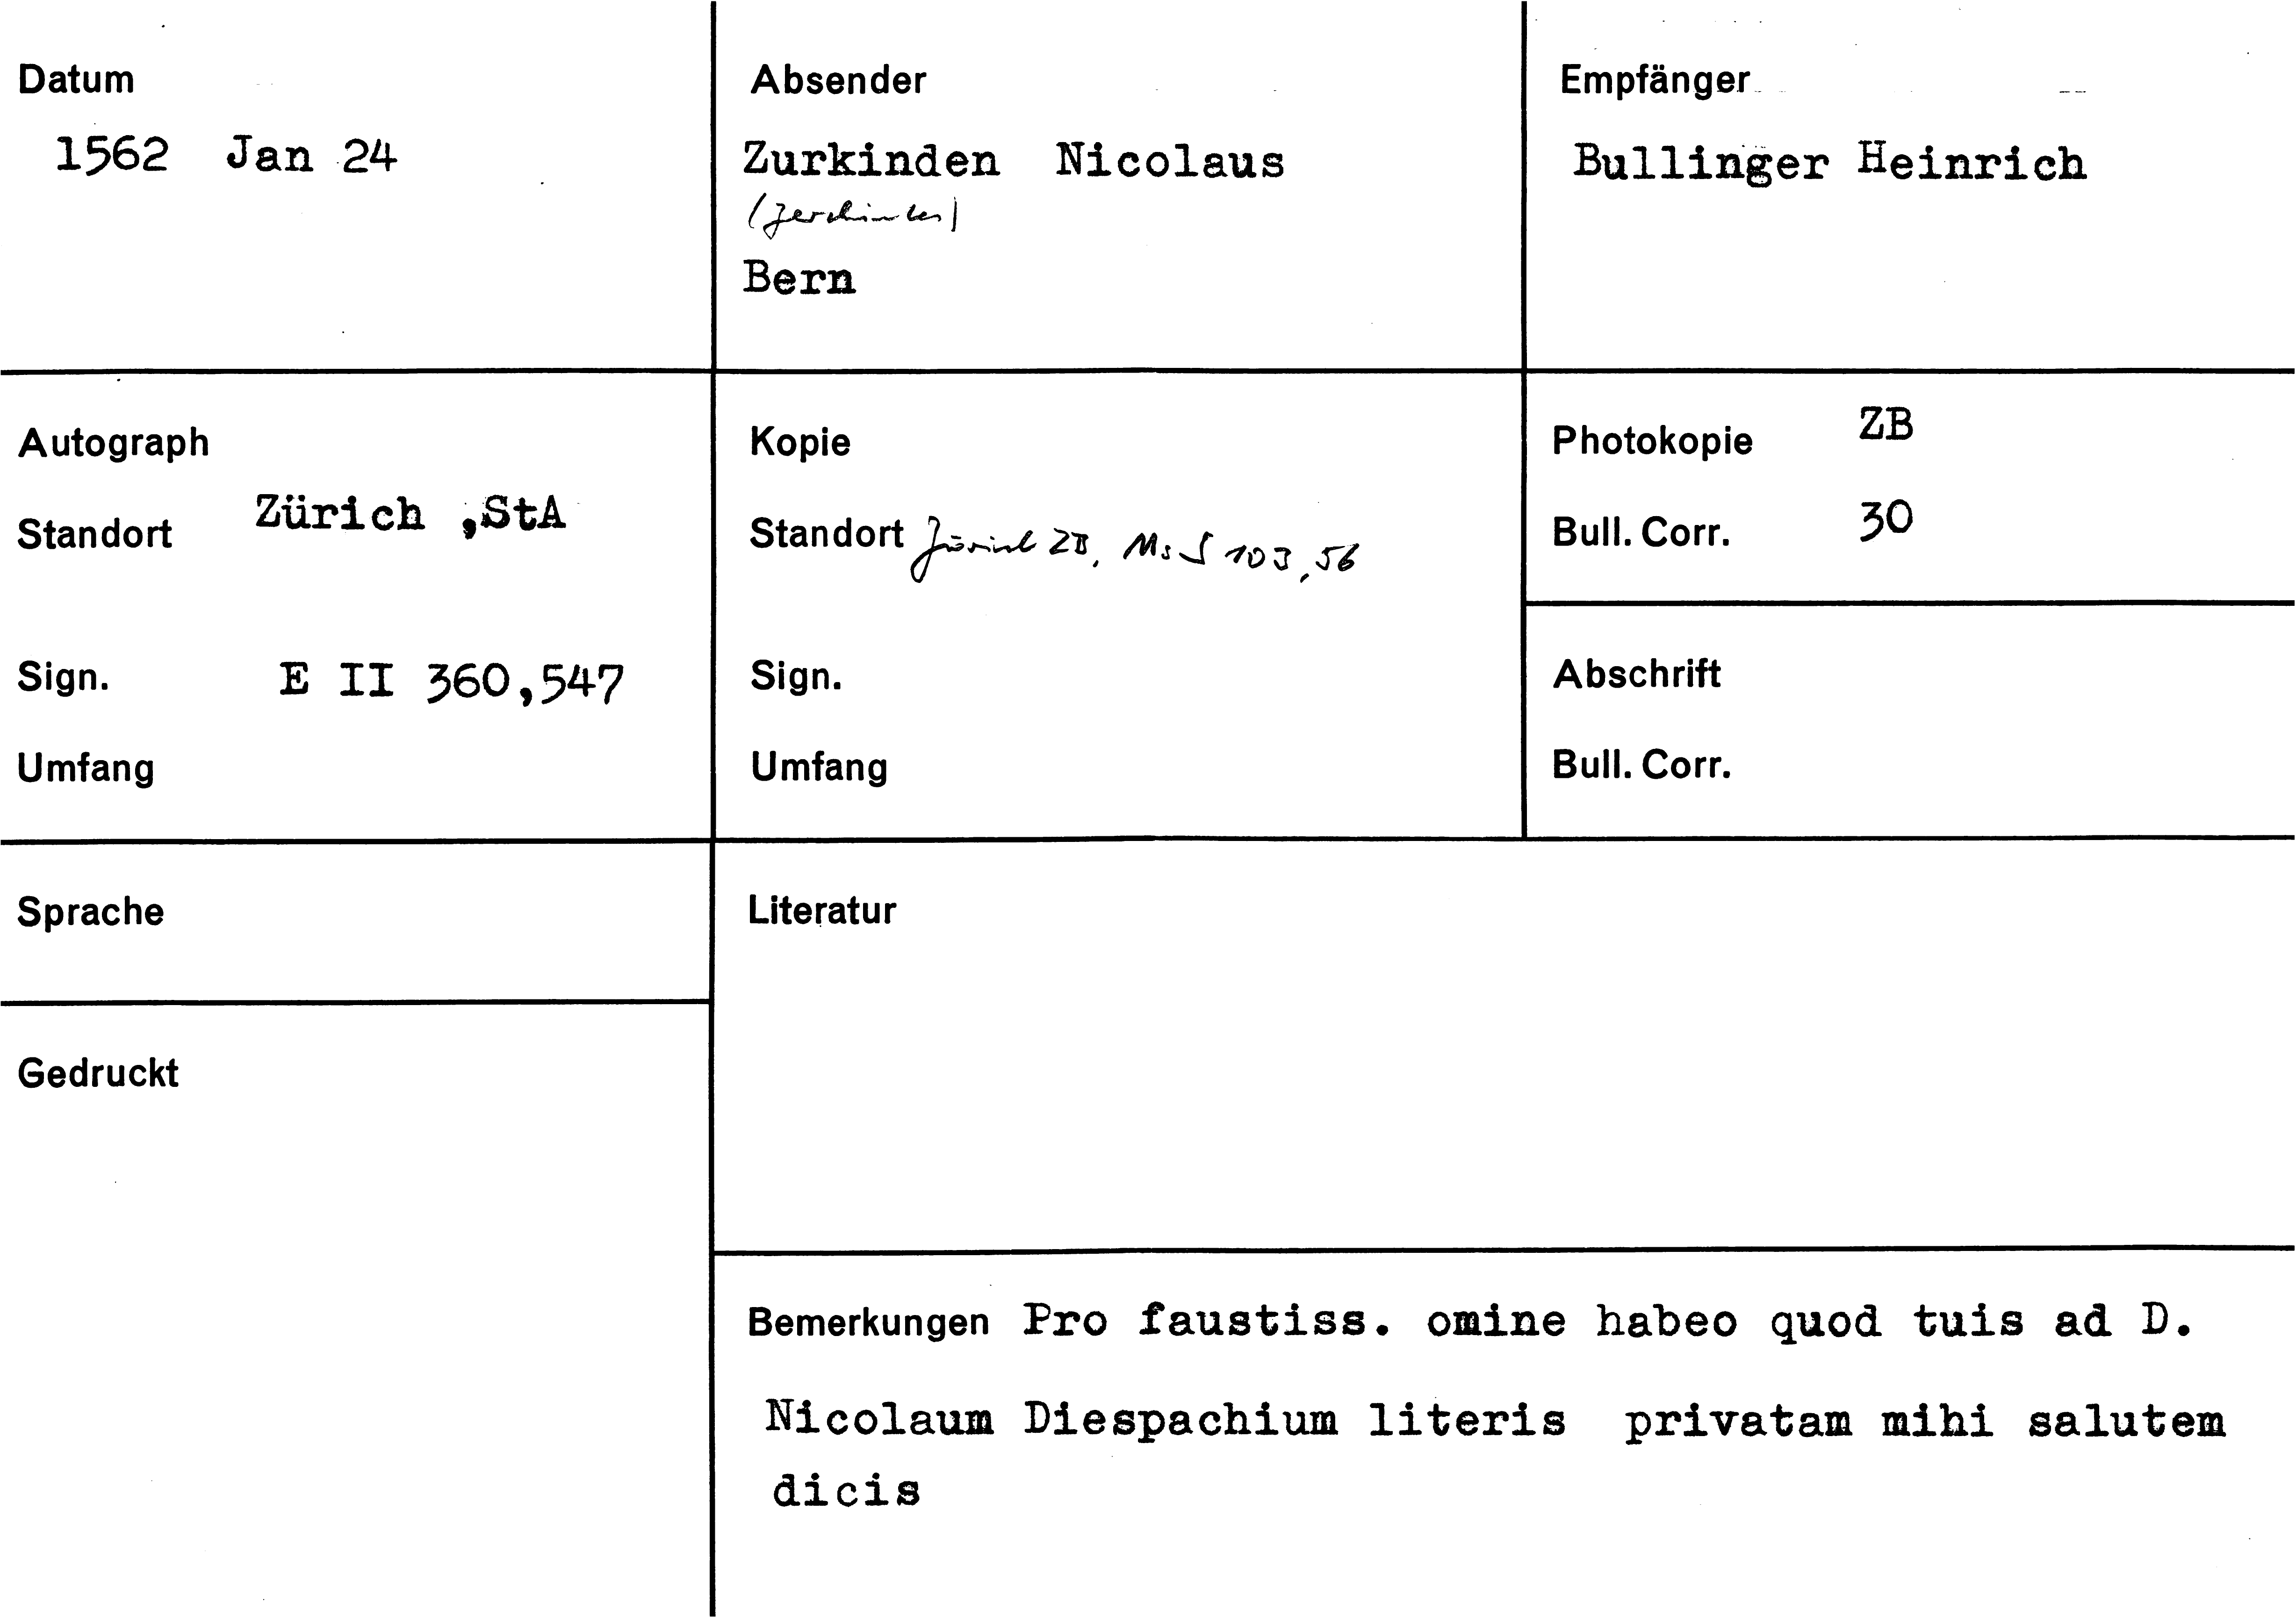 Datum
1562 Jan 24
Absender
Zurkinden Nicolaus
Bern
Empfänger
Bullinger Heinrich
Autograph
Standort Zürich ,StA
Sign. E II 360,547
Umfang
Kopie
Standort Zürich ZB, Ms S 103,56
Sign.
Umfang
Photokopie ZB
Bull. Corr. 30
Abschrift
Bull. Corr.
Sprache
Gedruckt
Literatur
Bemerkungen Pro faustiss. omine habeo quod tuis ad D.
Nicolaum Diespachium literis privatam mihi salutem
dicis